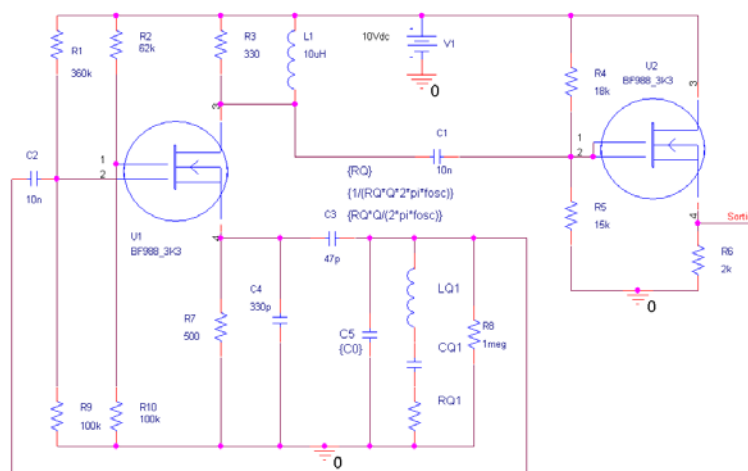 R1
360k
R2
62k
R3
330
L1
10uH
10Vdc
V1
0
U2
BF988_3K3
3
R4
18k
1
2
C1
10n
3
C2
10n
1
2
{RQ}
{1/(RQ*Q*2*pi*fosc)}
{RQ*Q/(2*pi*fosc)}
U1
BF988_3K3
4
C3
47p
R5
15k
4
Sorti
R6
2k
0
C4
330p
R7
500
C5
{C0}
LQ1
CQ1
RQ1
R8
1meg
R9
100k
R10
100k
0